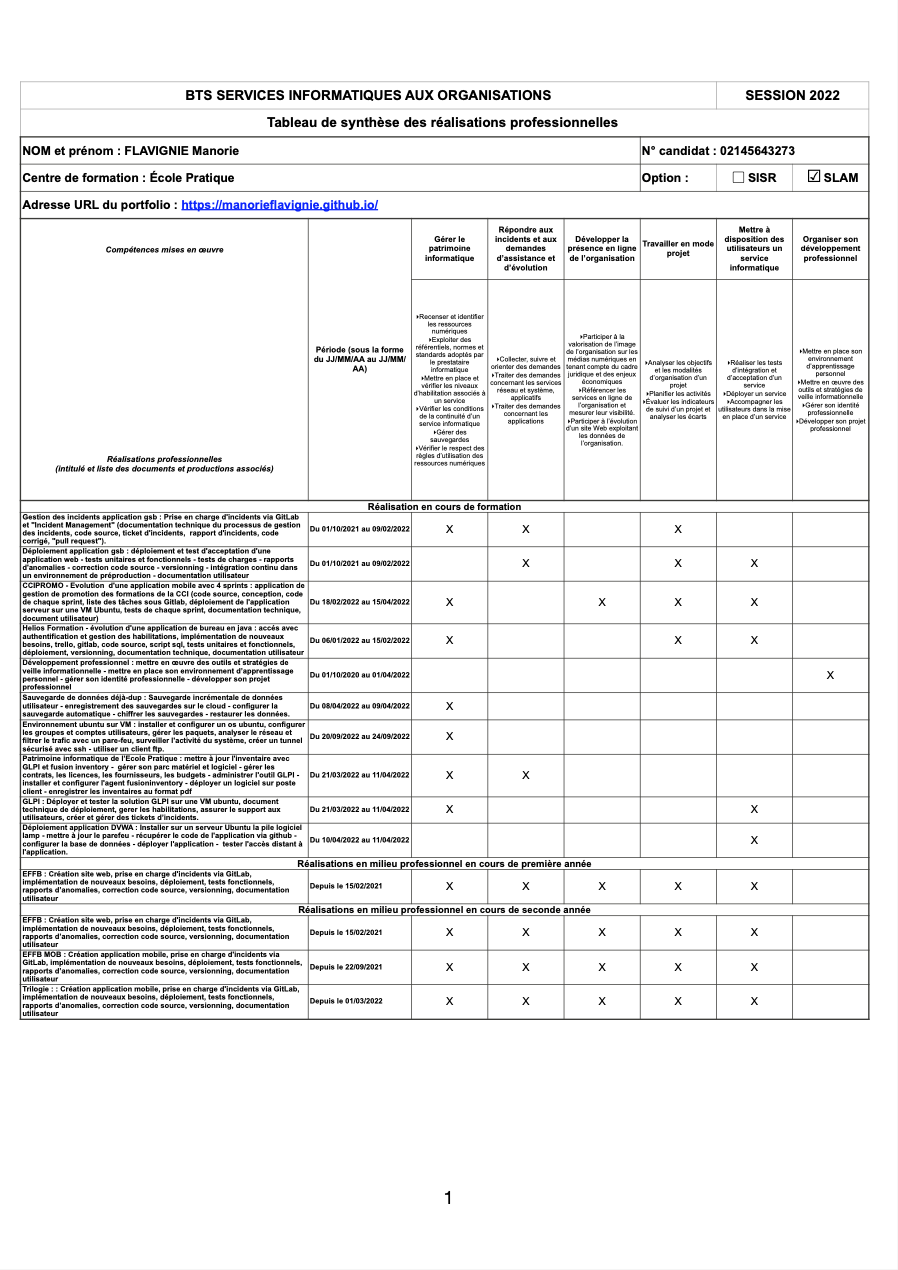 BTS SERVICES INFORMATIQUES AUX ORGANISATIONS
SESSION 2022
Tableau de synthèse des réalisations professionnelles
NOM et prénom : FLAVIGNIE Manorie
N° candidat : 02145643273
Centre de formation : École Pratique
Option :
☐ SISR
☑ SLAM
Adresse URL du portfolio : https://manorieflavignie.github.io/
Compétences mises en œuvre
Réalisations professionnelles
(intitulé et liste des documents et productions associés)
Période (sous la forme
du JJ/MM/AA au JJ/MM/
AA)
Gérer le
patrimoine
informatique
Répondre aux
incidents et aux
demandes
d'assistance et
d'évolution
Développer la
présence en ligne
de l'organisation
Travailler en mode
projet
Mettre à
disposition des
utilisateurs un
service
informatique
Organiser son
développement
professionnel
‣Recenser et identifier
les ressources
numériques
‣Exploiter des
référentiels, normes et
standards adoptés par
le prestataire
informatique
‣Mettre en place et
vérifier les niveaux
d'habilitation associés à
un service
‣Vérifier les conditions
de la continuité d'un
service informatique
‣Gérer des
sauvegardes
‣Vérifier le respect des
règles d'utilisation des
ressources numériques
‣Collecter, suivre et
orienter des demandes
‣Traiter des demandes
concernant les services
réseau et système,
applicatifs
‣Traiter des demandes
concernant les
applications
‣Participer à la
valorisation de l'image
de l'organisation sur les
médias numériques en
tenant compte du cadre
juridique et des enjeux
économiques
‣Référencer les
services en ligne de
l'organisation et
mesurer leur visibilité.
‣Participer à l'évolution
d'un site Web exploitant
les données de
l'organisation.
‣Analyser les objectifs
et les modalités
d'organisation d'un
projet
‣Planifier les activités
‣Évaluer les indicateurs
de suivi d'un projet et
analyser les écarts
‣Réaliser les tests
d'intégration et
d'acceptation d'un
service
‣Déployer un service
‣Accompagner les
utilisateurs dans la mise
en place d'un service
‣Mettre en place son
environnement
d'apprentissage
personnel
‣Mettre en œuvre des
outils et stratégies de
veille informationnelle
‣Gérer son identité
professionnelle
‣Développer son projet
professionnel
Réalisation en cours de formation
Gestion des incidents application gsb : Prise en charge d'incidents via GitLab
et "Incident Management" (documentation technique du processus de gestion
des incidents, code source, ticket d'incidents, rapport d'incidents, code
corrigé, "pull request").
Du 01/10/2021 au 09/02/2022
X X X
Déploiement application gsb : déploiement et test d'acceptation d'une
application web - tests unitaires et fonctionnels - tests de charges - rapports
d'anomalies - correction code source - versionning - intégration continu dans
un environnement de préproduction - documentation utilisateur
Du 01/10/2021 au 09/02/2022
X X X
CCIPROMO - Evolution d'une application mobile avec 4 sprints : application de
gestion de promotion des formations de la CCI (code source, conception, code
de chaque sprint, liste des tâches sous Gitlab, déploiement de l'application
serveur sur une VM Ubuntu, tests de chaque sprint, documentation technique,
document utilisateur)
Du 18/02/2022 au 15/04/2022
X X X X
Helios Formation - évolution d'une application de bureau en java : accés avec
authentification et gestion des habilitations, implémentation de nouveaux
besoins, trello, gitlab, code source, script sql, tests unitaires et fonctionnels,
déploiement, versionning, documentation technique, documentation utilisateur
Du 06/01/2022 au 15/02/2022
X X X
Développement professionnel : mettre en œuvre des outils et stratégies de
veille informationnelle - mettre en place son environnement d'apprentissage
personnel - gérer son identité professionnelle - développer son projet
professionnel
Du 01/10/2020 au 01/04/2022
X
Sauvegarde de données déjà-dup : Sauvegarde incrémentale de données
utilisateur - enregistrement des sauvegardes sur le cloud - configurer la
sauvegarde automatique - chiffrer les sauvegardes - restaurer les données.
Du 08/04/2022 au 09/04/2022
X
Environnement ubuntu sur VM : installer et configurer un os ubuntu, configurer
les groupes et comptes utilisateurs, gérer les paquets, analyser le réseau et
filtrer le trafic avec un pare-feu, surveiller l'activité du système, créer un tunnel
sécurisé avec ssh - utiliser un client ftp.
Du 20/09/2022 au 24/09/2022
X
Patrimoine informatique de l'Ecole Pratique : mettre à jour l'inventaire avec
GLPI et fusion inventory - gérer son parc matériel et logiciel - gérer les
contrats, les licences, les fournisseurs, les budgets - administrer l'outil GLPI -
installer et configurer l'agent fusioninventory - déployer un logiciel sur poste
client - enregistrer les inventaires au format pdf
Du 21/03/2022 au 11/04/2022
X X
GLPI : Déployer et tester la solution GLPI sur une VM ubuntu, document
technique de déploiement, gerer les habilitations, assurer le support aux
utilisateurs, créer et gérer des tickets d'incidents.
Du 21/03/2022 au 11/04/2022
X X
Déploiement application DVWA : Installer sur un serveur Ubuntu la pile logiciel
lamp - mettre à jour le parefeu - récupérer le code de l'application via github -
configurer la base de données - déployer l'application - tester l'accès distant à
l'application.
Du 10/04/2022 au 11/04/2022
X
Réalisations en milieu professionnel en cours de première année
EFFB : Création site web, prise en charge d'incidents via GitLab,
implémentation de nouveaux besoins, déploiement, tests fonctionnels,
rapports d'anomalies, correction code source, versionning, documentation
utilisateur
Depuis le 15/02/2021
X X X X X
Réalisations en milieu professionnel en cours de seconde année
EFFB : Création site web, prise en charge d'incidents via GitLab,
implémentation de nouveaux besoins, déploiement, tests fonctionnels,
rapports d'anomalies, correction code source, versionning, documentation
utilisateur
Depuis le 15/02/2021
X X X X X
EFFB MOB : Création application mobile, prise en charge d'incidents via
GitLab, implémentation de nouveaux besoins, déploiement, tests fonctionnels,
rapports d'anomalies, correction code source, versionning, documentation
utilisateur
Depuis le 22/09/2021
X X X X X
Trilogie : : Création application mobile, prise en charge d'incidents via GitLab,
implémentation de nouveaux besoins, déploiement, tests fonctionnels,
rapports d'anomalies, correction code source, versionning, documentation
utilisateur
Depuis le 01/03/2022
X X X X X
1